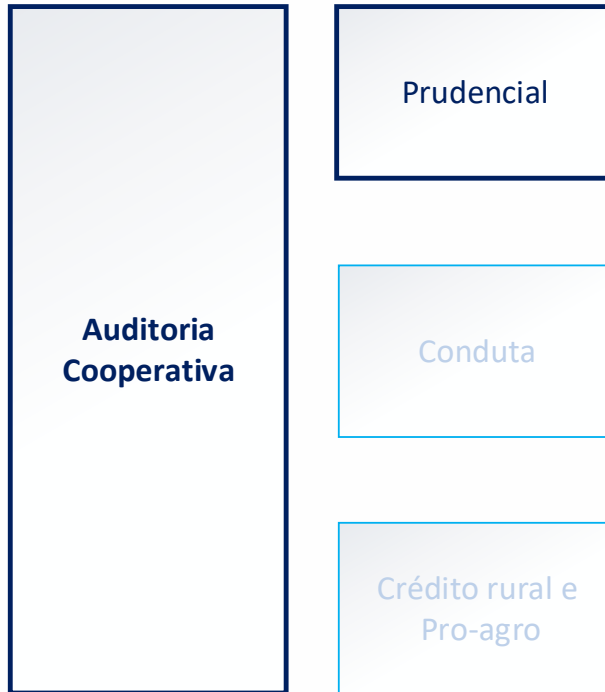 Auditoria
Cooperativa
Prudencial
Conduta
Crédito rural e
Pro-agro